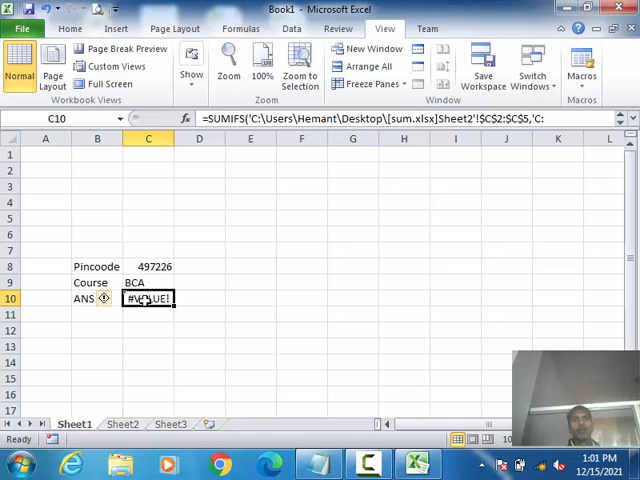 Book1 - Microsoft Excel
File Home Insert Page Layout Formulas Data Review View Team
Normal
Page Layout
Page Break Preview
Custom Views
Full Screen
Workbook Views
Show
Zoom
100%
Zoom to Selection
Zoom
New Window
Arrange All
Freeze Panes
Save Workspace
Switch Windows
Window
Macros
Macros
C10 fx =SUMIFS('C:\Users\Hemant\Desktop\[sum.xlsx]Sheet2'!$C$2:$C$5,'C:
A B C D E F G H I J K L
1
2
3
4
5
6
7
8 Pincoode 497226
9 Course BCA
10 ANS #VALUE!
11
12
13
14
15
16
17
Sheet1 Sheet2 Sheet3
Ready
1:01 PM
12/15/2021